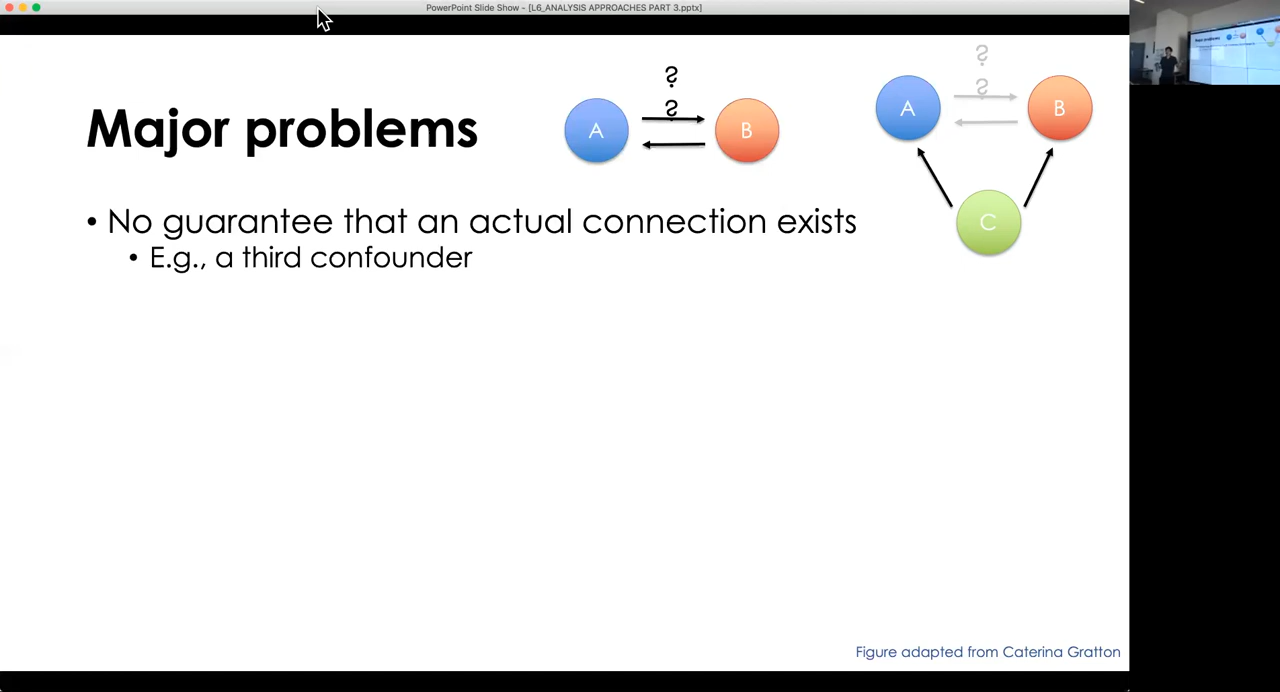 PowerPoint Slide Show - [L6_ANALYSIS APPROACHES PART 3.pptx]
Major problems
?
?
A
B
?
?
A
B
C
• No guarantee that an actual connection exists
• E.g., a third confounder
Figure adapted from Caterina Gratton